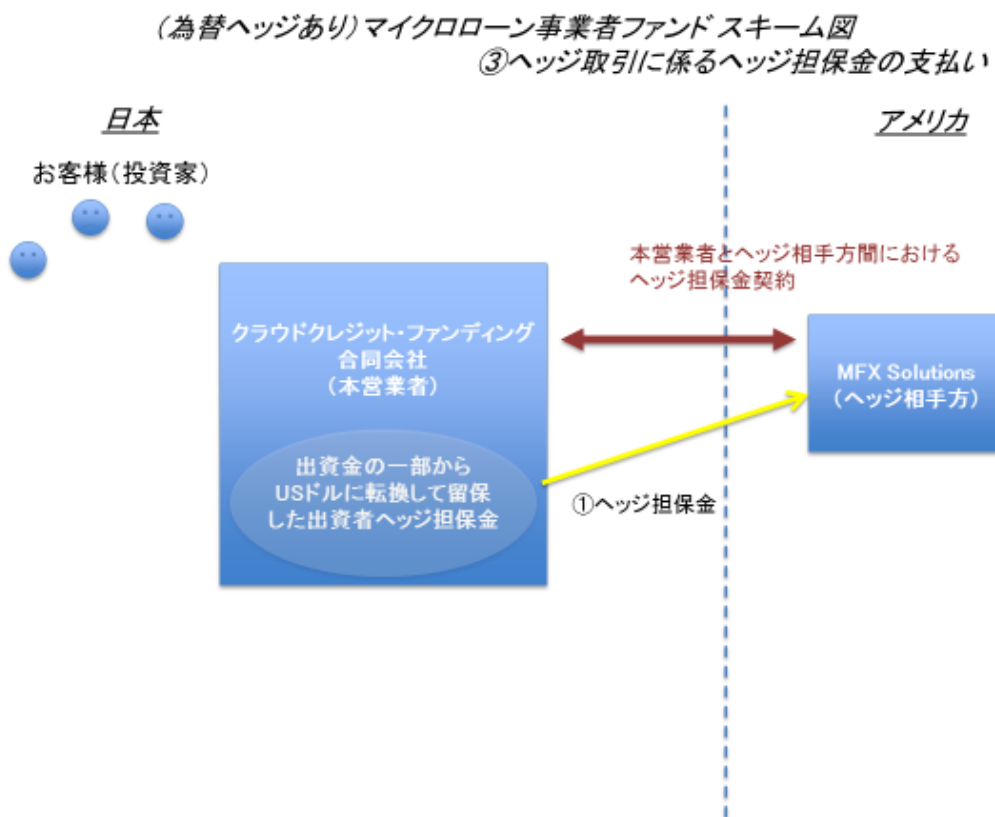 (為替ヘッジあり)マイクロローン事業者ファンド スキーム図
③ヘッジ取引に係るヘッジ担保金の支払い
日本
アメリカ
お客様(投資家)
本営業者とヘッジ相手方間における
ヘッジ担保金契約
クラウドクレジット・ファンディング
合同会社
(本営業者)
MFX Solutions
(ヘッジ相手方)
出資金の一部から
USドルに転換して留保
した出資者ヘッジ担保金
①ヘッジ担保金